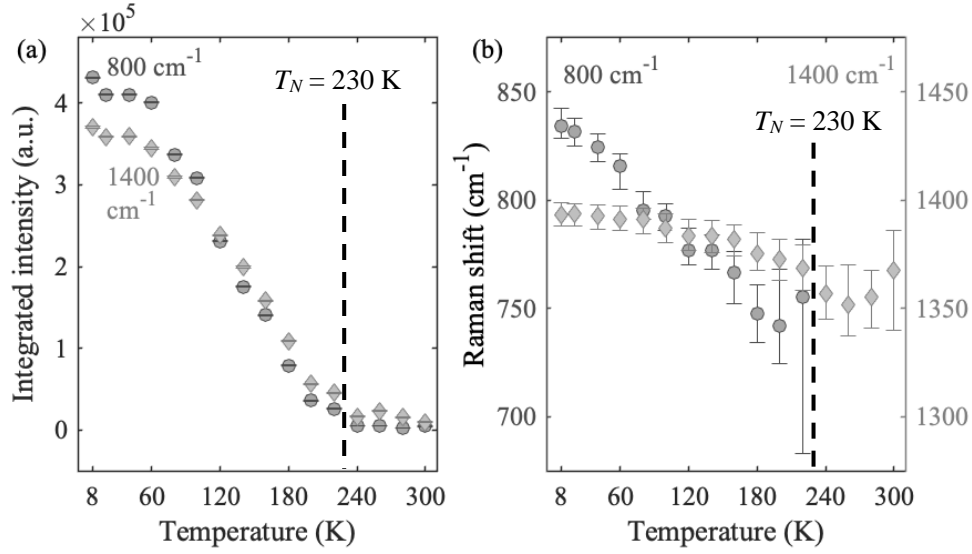 ×10⁵
(a)
800 cm⁻¹
T_N = 230 K
1400
cm⁻¹
Integrated intensity (a.u.)
4
3
2
1
0
8 60 120 180 240 300
Temperature (K)
(b)
800 cm⁻¹
1400 cm⁻¹
T_N = 230 K
Raman shift (cm⁻¹)
850
800
750
700
1450
1400
1350
1300
8 60 120 180 240 300
Temperature (K)